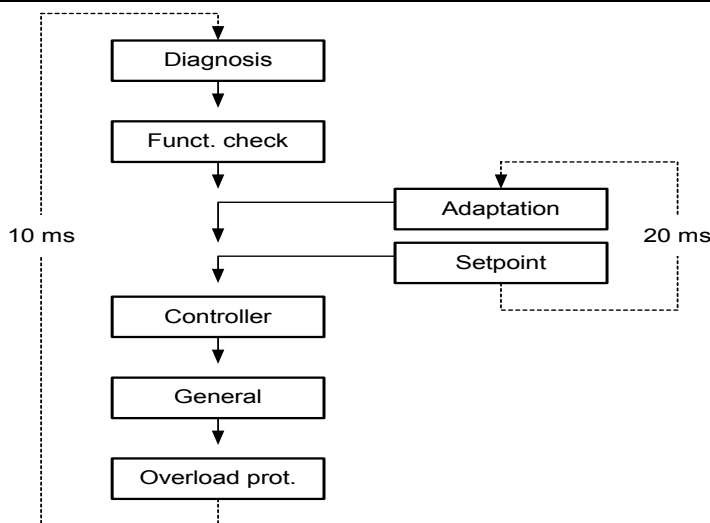 Diagnosis
Funct. check
Adaptation
10 ms
20 ms
Setpoint
Controller
General
Overload prot.